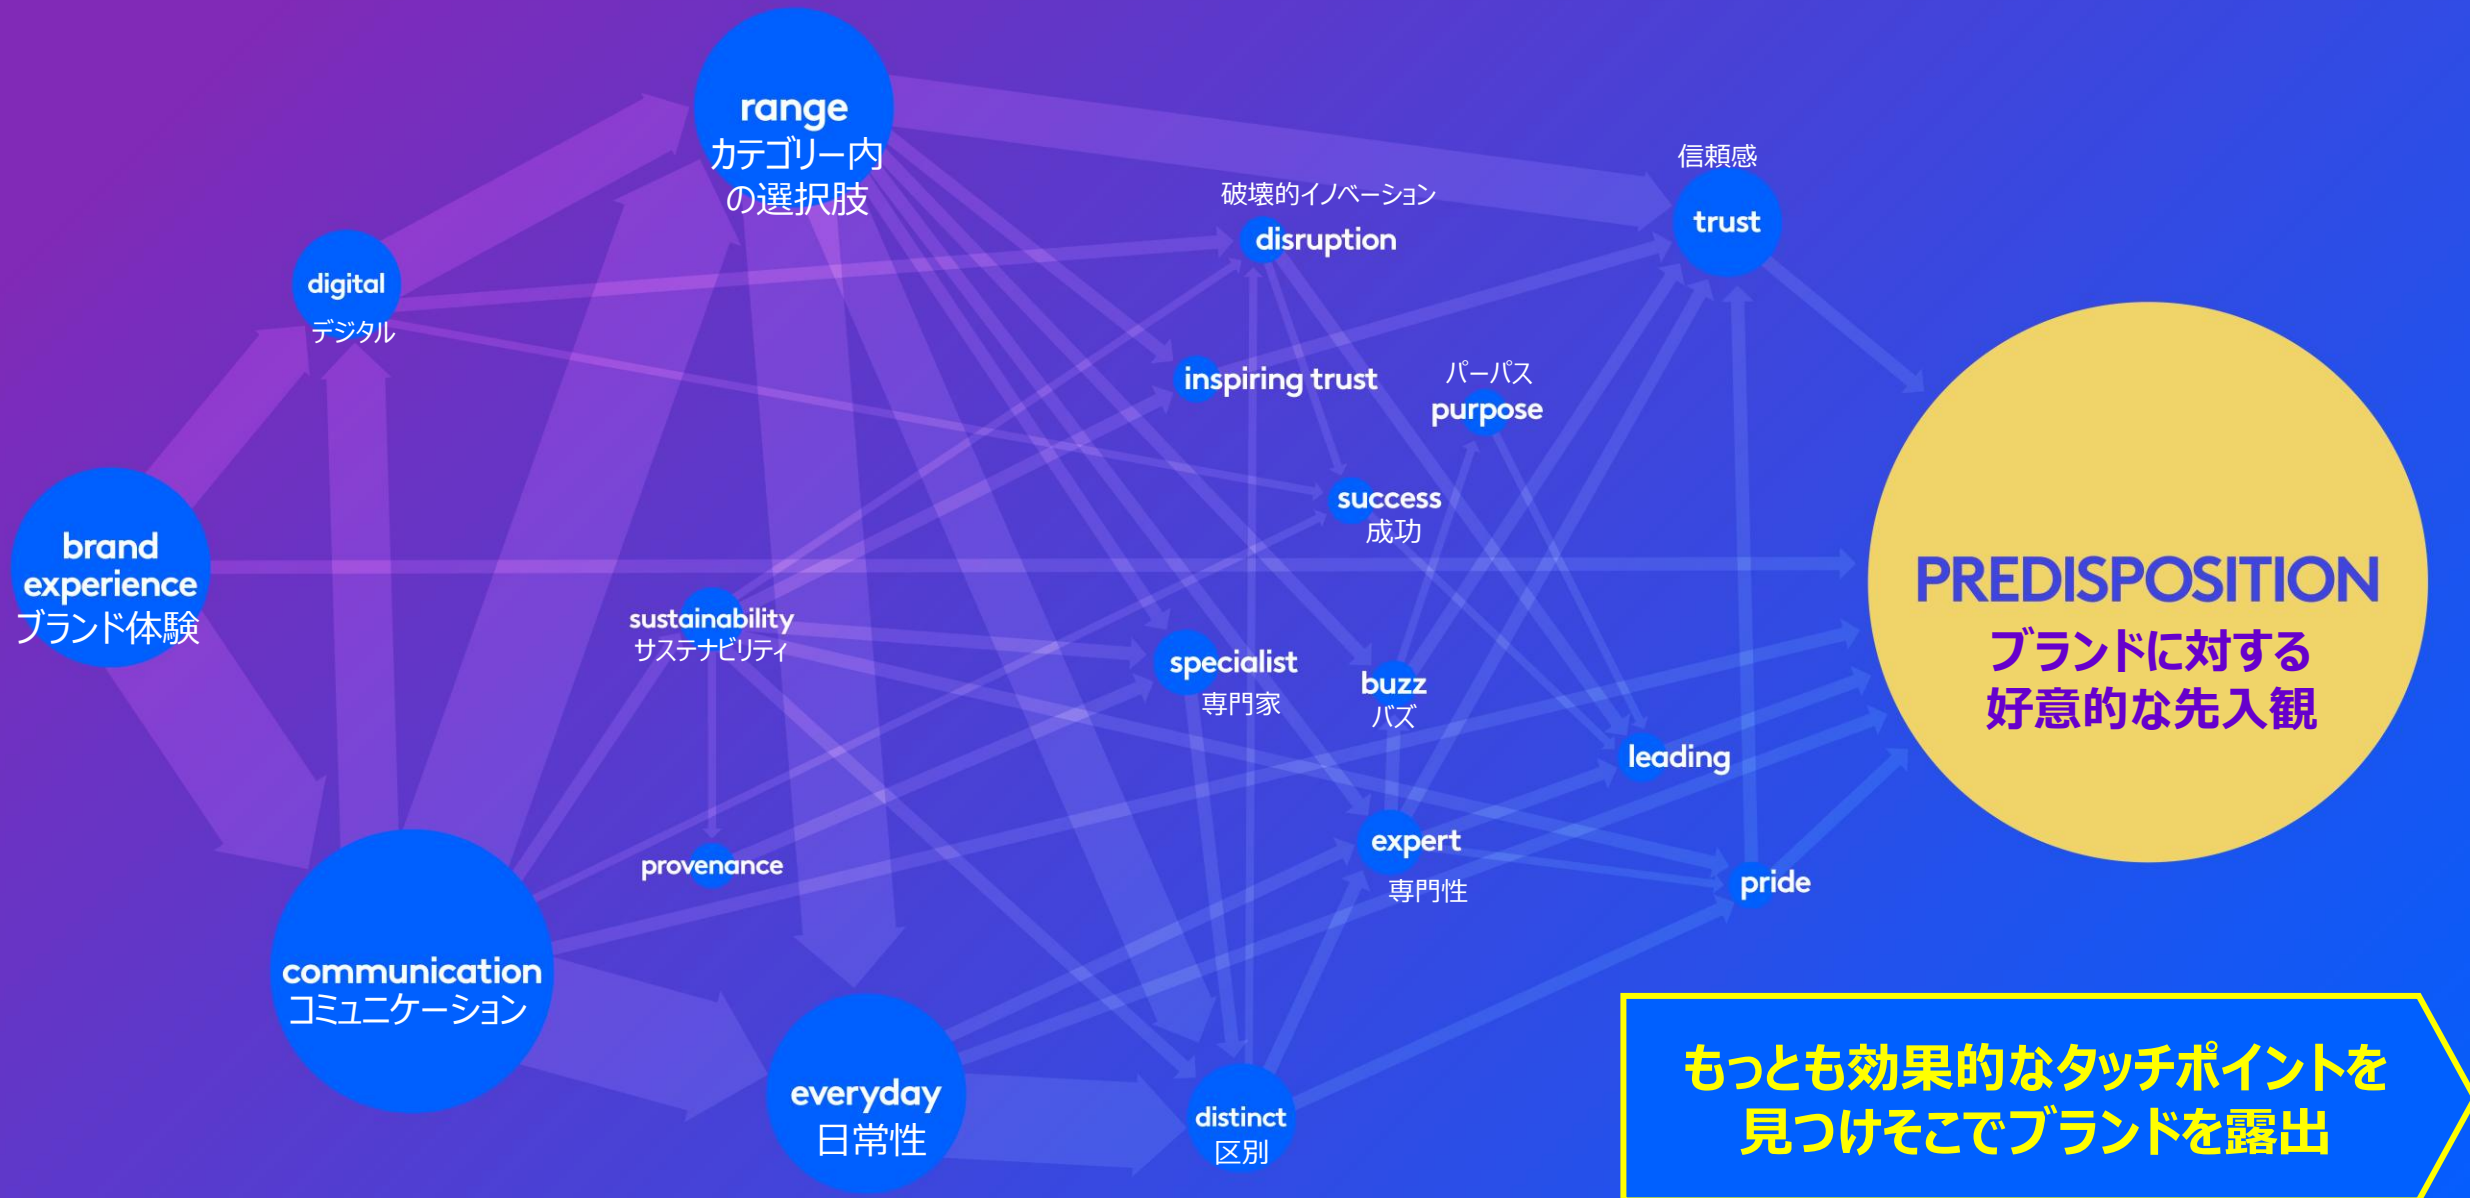 range
カテゴリー内
の選択肢
信頼感
trust
破壊的イノベーション
disruption
digital
デジタル
inspiring trust
パーパス
purpose
success
成功
brand
experience
ブランド体験
PREDISPOSITION
ブランドに対する
好意的な先入観
sustainability
サステナビリティ
specialist
専門家
buzz
バズ
leading
provenance
expert
専門性
pride
communication
コミュニケーション
everyday
日常性
distinct
区別
もっとも効果的なタッチポイントを
見つけそこでブランドを露出